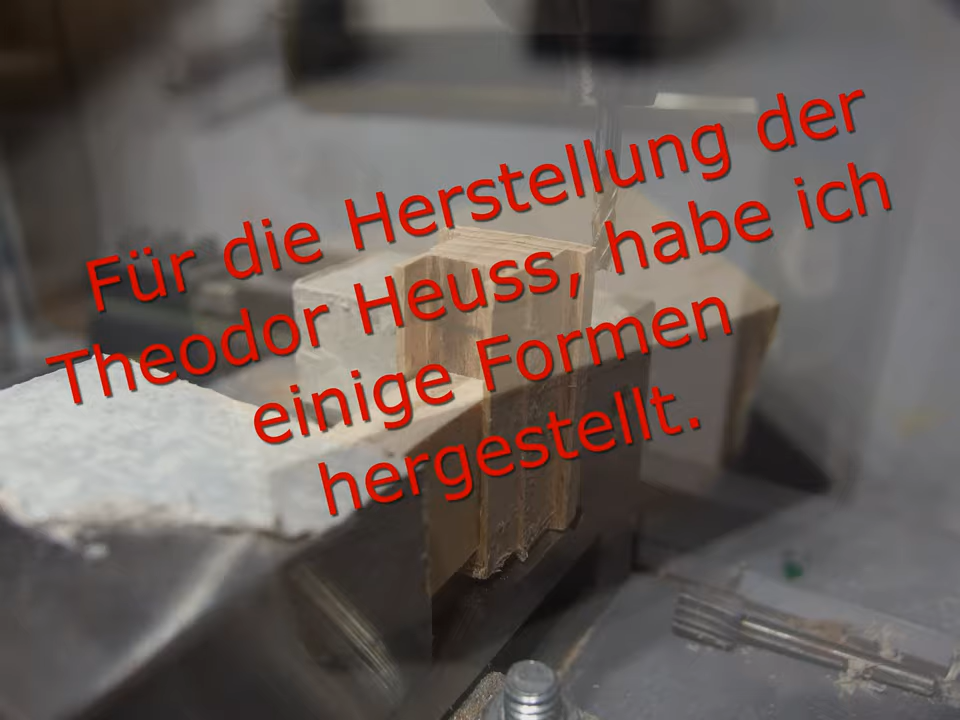 Für die Herstellung der
Theodor Heuss, habe ich
einige Formen
hergestellt.